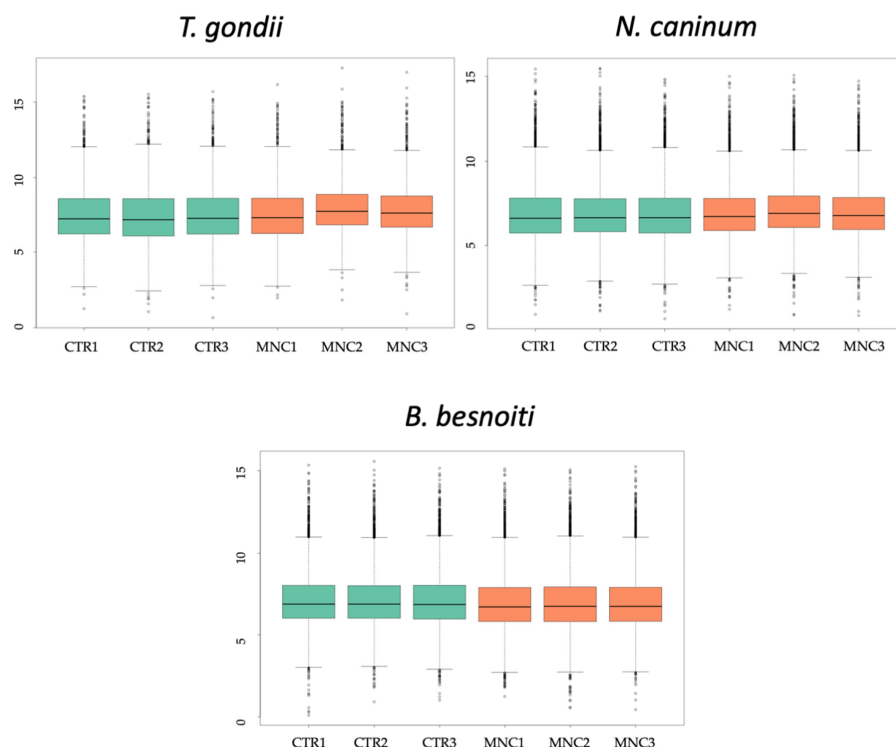 T. gondii
15
10
5
0
CTR1 CTR2 CTR3 MNC1 MNC2 MNC3
N. caninum
15
10
5
0
CTR1 CTR2 CTR3 MNC1 MNC2 MNC3
B. besnoiti
15
10
5
0
CTR1 CTR2 CTR3 MNC1 MNC2 MNC3